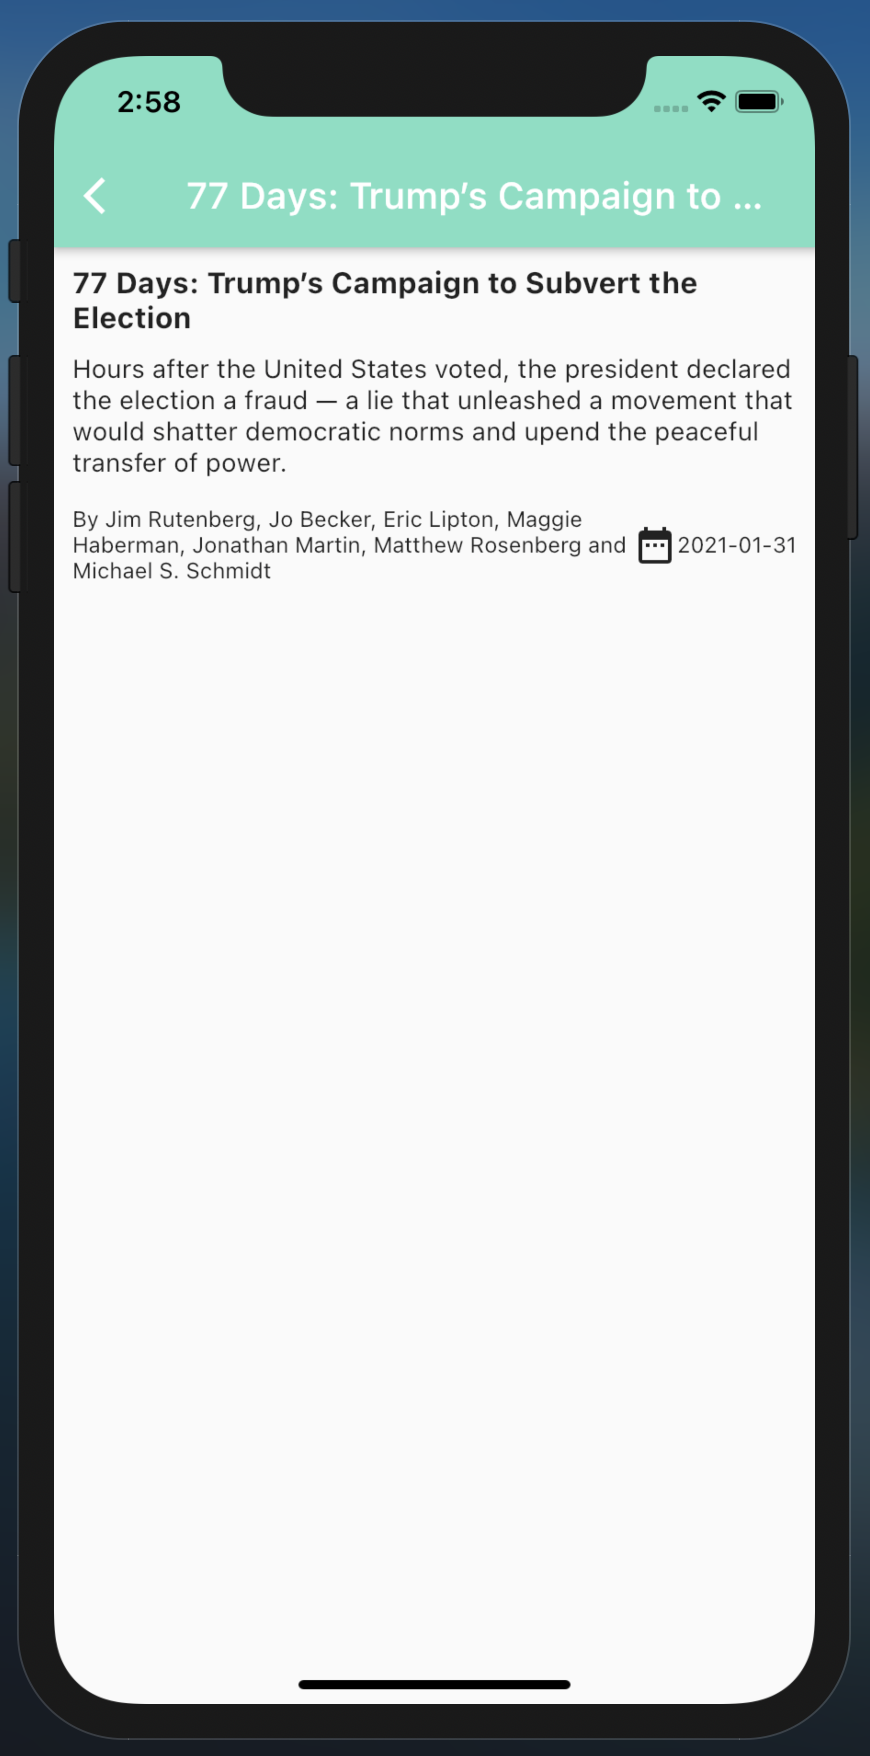 2:58
77 Days: Trump’s Campaign to ...
77 Days: Trump’s Campaign to Subvert the
Election
Hours after the United States voted, the president declared
the election a fraud — a lie that unleashed a movement that
would shatter democratic norms and upend the peaceful
transfer of power.
By Jim Rutenberg, Jo Becker, Eric Lipton, Maggie
Haberman, Jonathan Martin, Matthew Rosenberg and
Michael S. Schmidt
2021-01-31